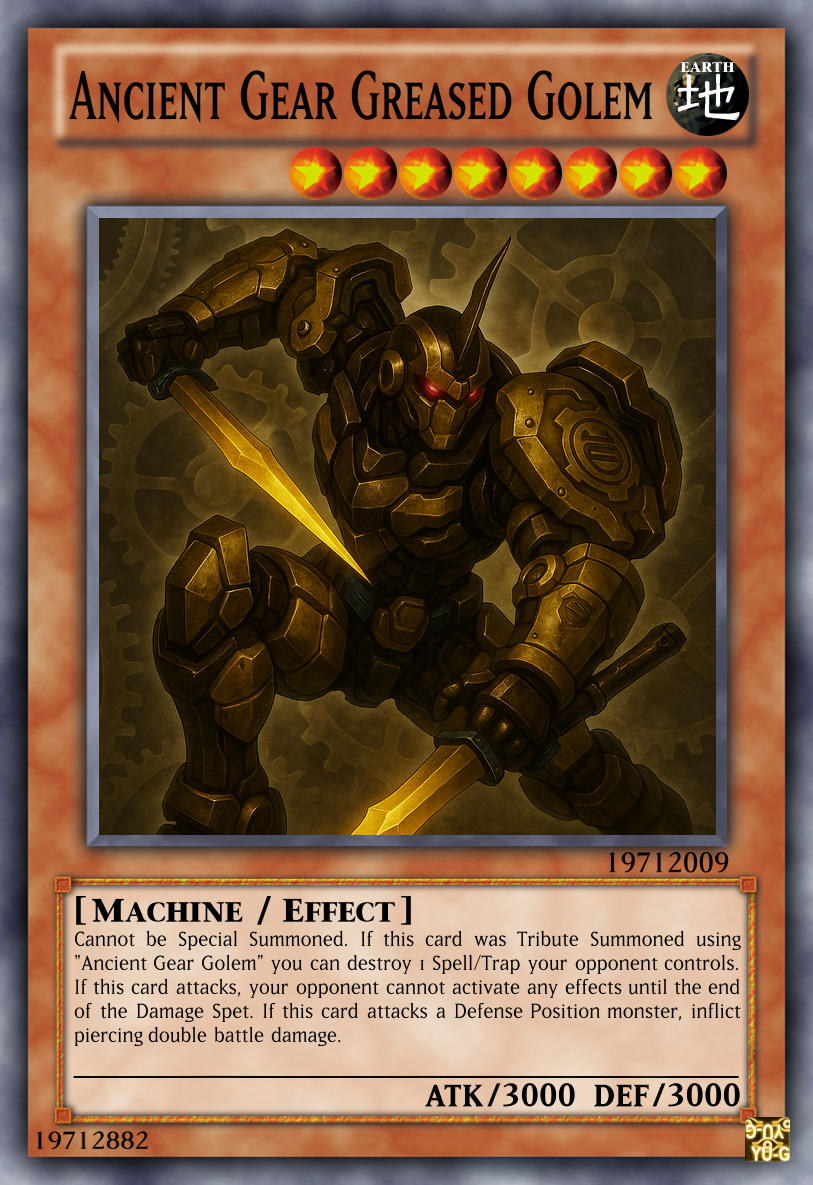 Ancient Gear Greased Golem
EARTH
地
19712009
[ Machine / Effect ]
Cannot be Special Summoned. If this card was Tribute Summoned using
"Ancient Gear Golem" you can destroy 1 Spell/Trap your opponent controls.
If this card attacks, your opponent cannot activate any effects until the end
of the Damage Spet. If this card attacks a Defense Position monster, inflict
piercing double battle damage.
ATK/3000 DEF/3000
19712882